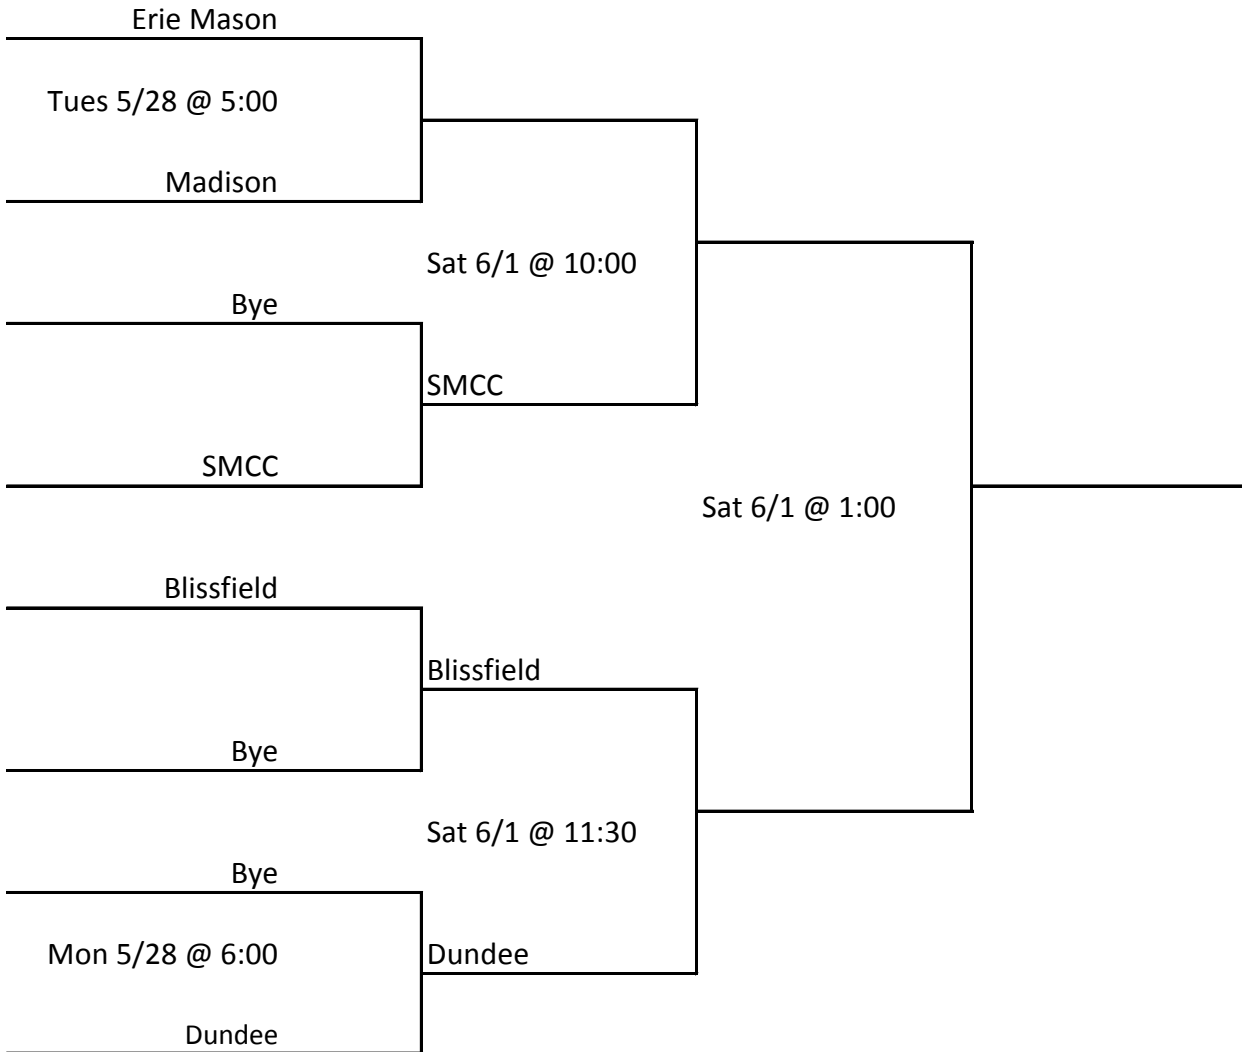 Erie Mason
Tues 5/28 @ 5:00
Madison
Sat 6/1 @ 10:00
Bye
SMCC
SMCC
Sat 6/1 @ 1:00
Blissfield
Blissfield
Bye
Sat 6/1 @ 11:30
Bye
Mon 5/28 @ 6:00
Dundee
Dundee